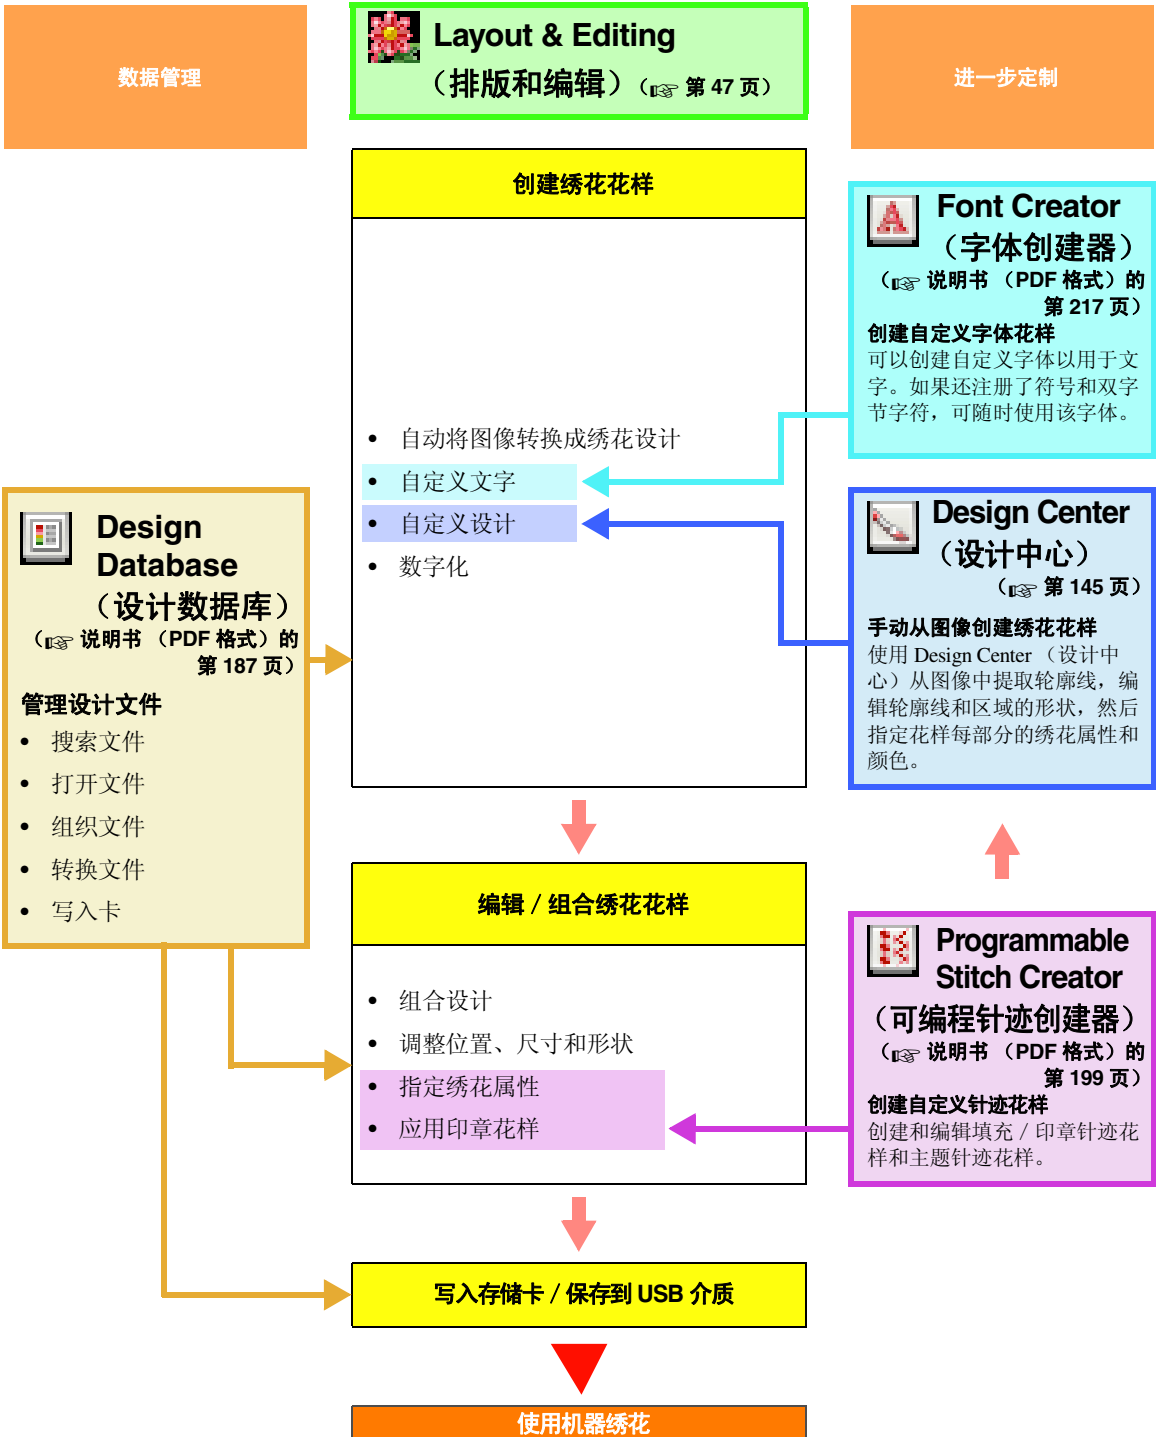 数据管理
Layout & Editing
（排版和编辑）（☞ 第 47 页）
进一步定制
创建绣花花样
• 自动将图像转换成绣花设计
• 自定义文字
• 自定义设计
• 数字化
Font Creator
（字体创建器）
（☞ 说明书 （PDF 格式）的
第 217 页）
创建自定义字体花样
可以创建自定义字体以用于文
字。如果还注册了符号和双字
节字符，可随时使用该字体。
Design
Database
（设计数据库）
（☞ 说明书 （PDF 格式）的
第 187 页）
管理设计文件
• 搜索文件
• 打开文件
• 组织文件
• 转换文件
• 写入卡
Design Center
（设计中心）
（☞ 第 145 页）
手动从图像创建绣花花样
使用 Design Center （设计中
心）从图像中提取轮廓线，编
辑轮廓线和区域的形状，然后
指定花样每部分的绣花属性和
颜色。
编辑 / 组合绣花花样
• 组合设计
• 调整位置、尺寸和形状
• 指定绣花属性
• 应用印章花样
Programmable
Stitch Creator
（可编程针迹创建器）
（☞ 说明书 （PDF 格式）的
第 199 页）
创建自定义针迹花样
创建和编辑填充 / 印章针迹花
样和主题针迹花样。
写入存储卡 / 保存到 USB 介质
使用机器绣花